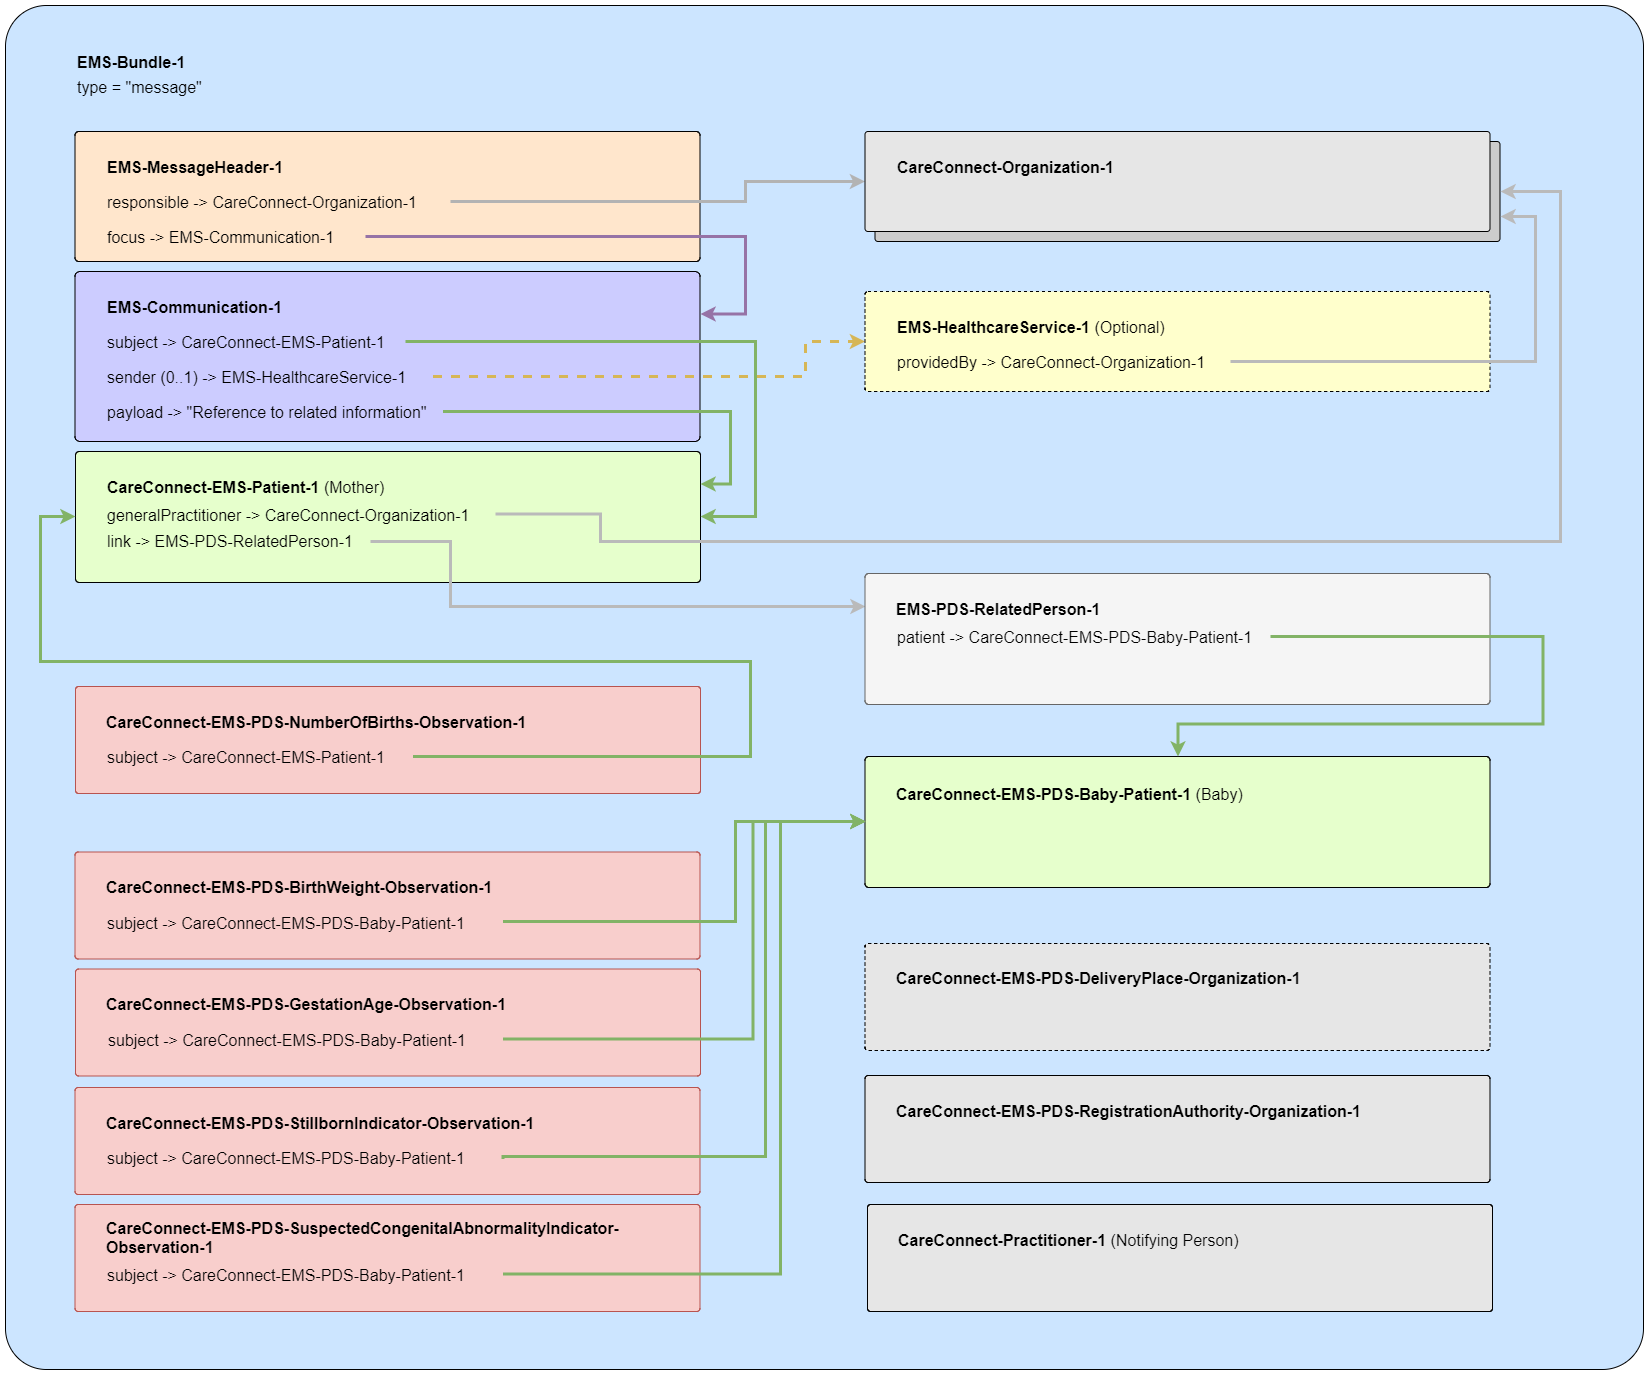 EMS-Bundle-1
type = "message"
EMS-MessageHeader-1
responsible -> CareConnect-Organization-1
focus -> EMS-Communication-1
CareConnect-Organization-1
EMS-Communication-1
subject -> CareConnect-EMS-Patient-1
sender (0..1) -> EMS-HealthcareService-1
payload -> "Reference to related information"
EMS-HealthcareService-1 (Optional)
providedBy -> CareConnect-Organization-1
CareConnect-EMS-Patient-1 (Mother)
generalPractitioner -> CareConnect-Organization-1
link -> EMS-PDS-RelatedPerson-1
EMS-PDS-RelatedPerson-1
patient -> CareConnect-EMS-PDS-Baby-Patient-1
CareConnect-EMS-PDS-NumberOfBirths-Observation-1
subject -> CareConnect-EMS-Patient-1
CareConnect-EMS-PDS-Baby-Patient-1 (Baby)
CareConnect-EMS-PDS-BirthWeight-Observation-1
subject -> CareConnect-EMS-PDS-Baby-Patient-1
CareConnect-EMS-PDS-GestationAge-Observation-1
subject -> CareConnect-EMS-PDS-Baby-Patient-1
CareConnect-EMS-PDS-DeliveryPlace-Organization-1
CareConnect-EMS-PDS-StillbornIndicator-Observation-1
subject -> CareConnect-EMS-PDS-Baby-Patient-1
CareConnect-EMS-PDS-RegistrationAuthority-Organization-1
CareConnect-EMS-PDS-SuspectedCongenitalAbnormalityIndicator-
Observation-1
subject -> CareConnect-EMS-PDS-Baby-Patient-1
CareConnect-Practitioner-1 (Notifying Person)